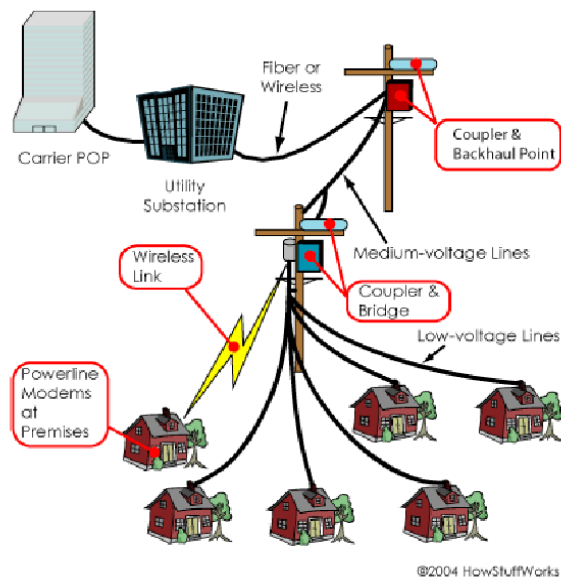 Fiber or
Wireless
Coupler &
Backhaul Point
Carrier POP
Utility
Substation
Medium-voltage Lines
Wireless
Link
Coupler &
Bridge
Low-voltage Lines
Powerline
Modems
at
Premises
©2004 HowStuffWorks